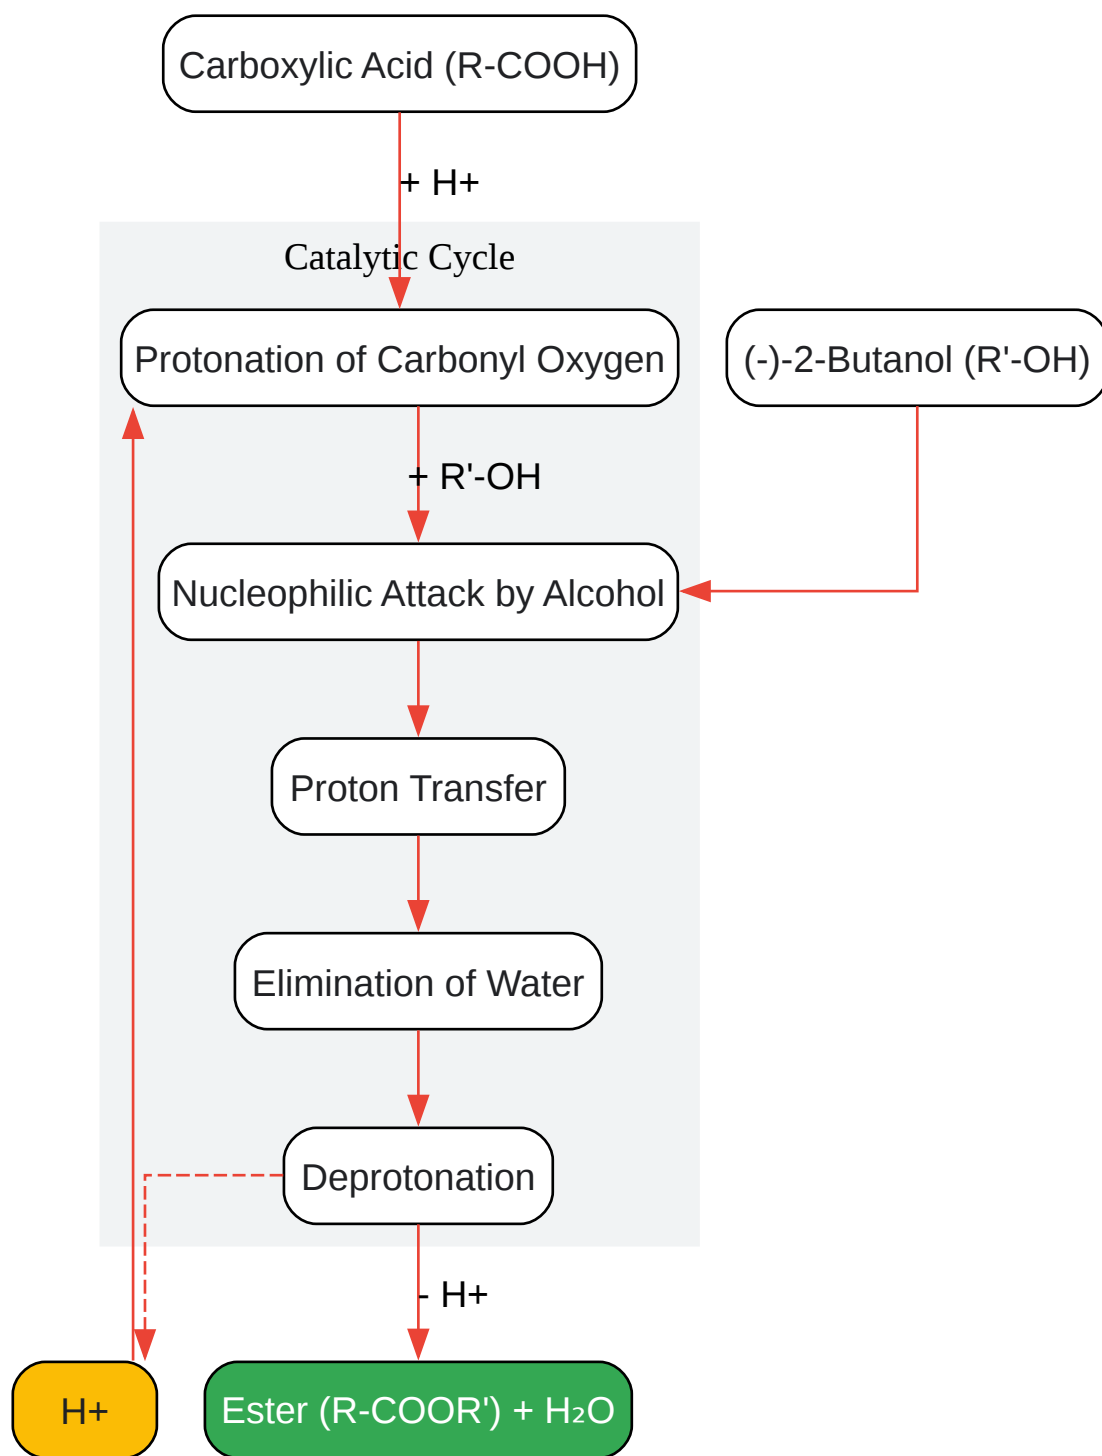 Carboxylic Acid (R-COOH)
+ H+
Catalytic Cycle
Protonation of Carbonyl Oxygen
(-)-2-Butanol (R'-OH)
+ R'-OH
Nucleophilic Attack by Alcohol
Proton Transfer
Elimination of Water
Deprotonation
- H+
H+
Ester (R-COOR') + H₂O